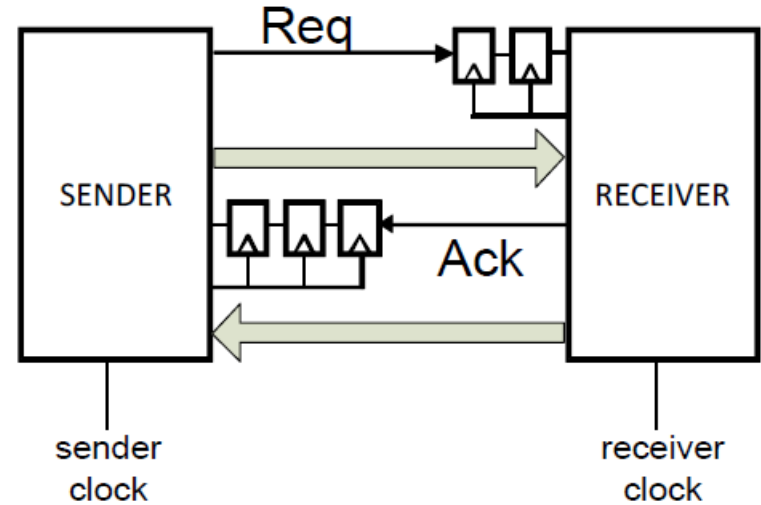 Req
SENDER
RECEIVER
Ack
sender
clock
receiver
clock